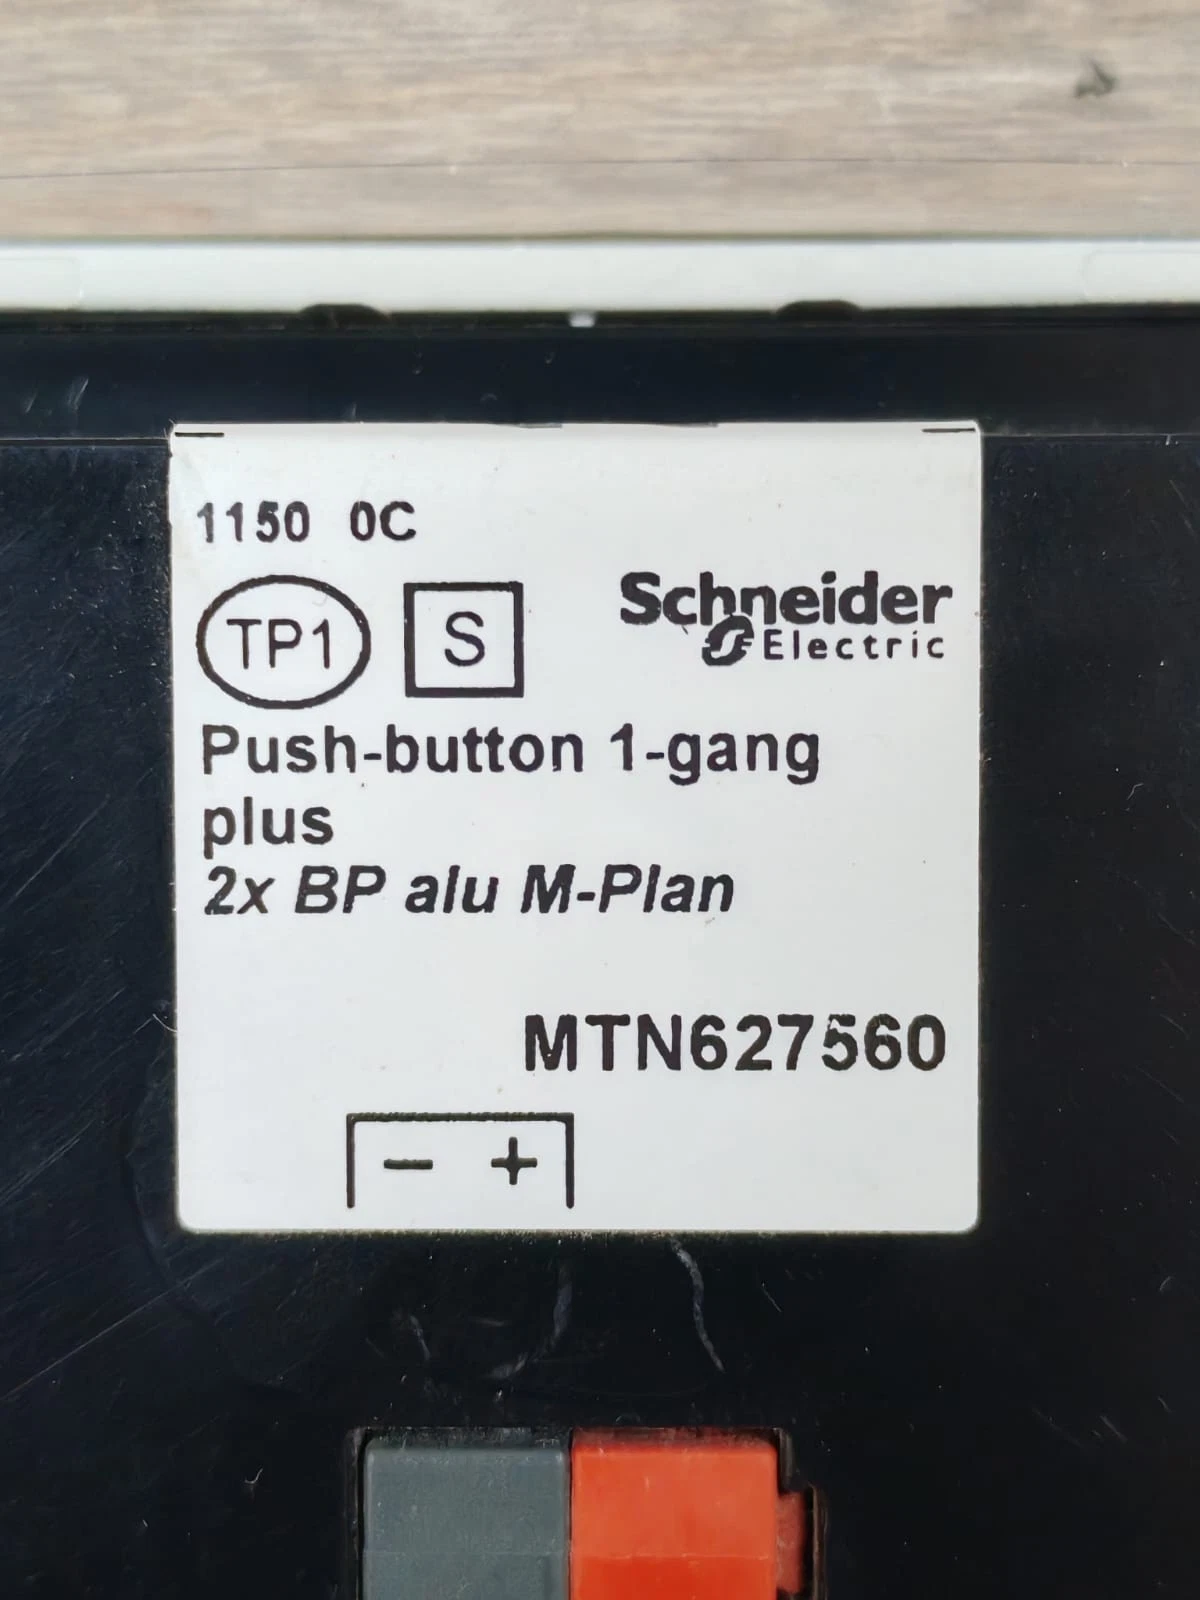 1150 0C
TP1 S
Schneider
Electric
Push-button 1-gang
plus
2x BP alu M-Plan
MTN627560
− +